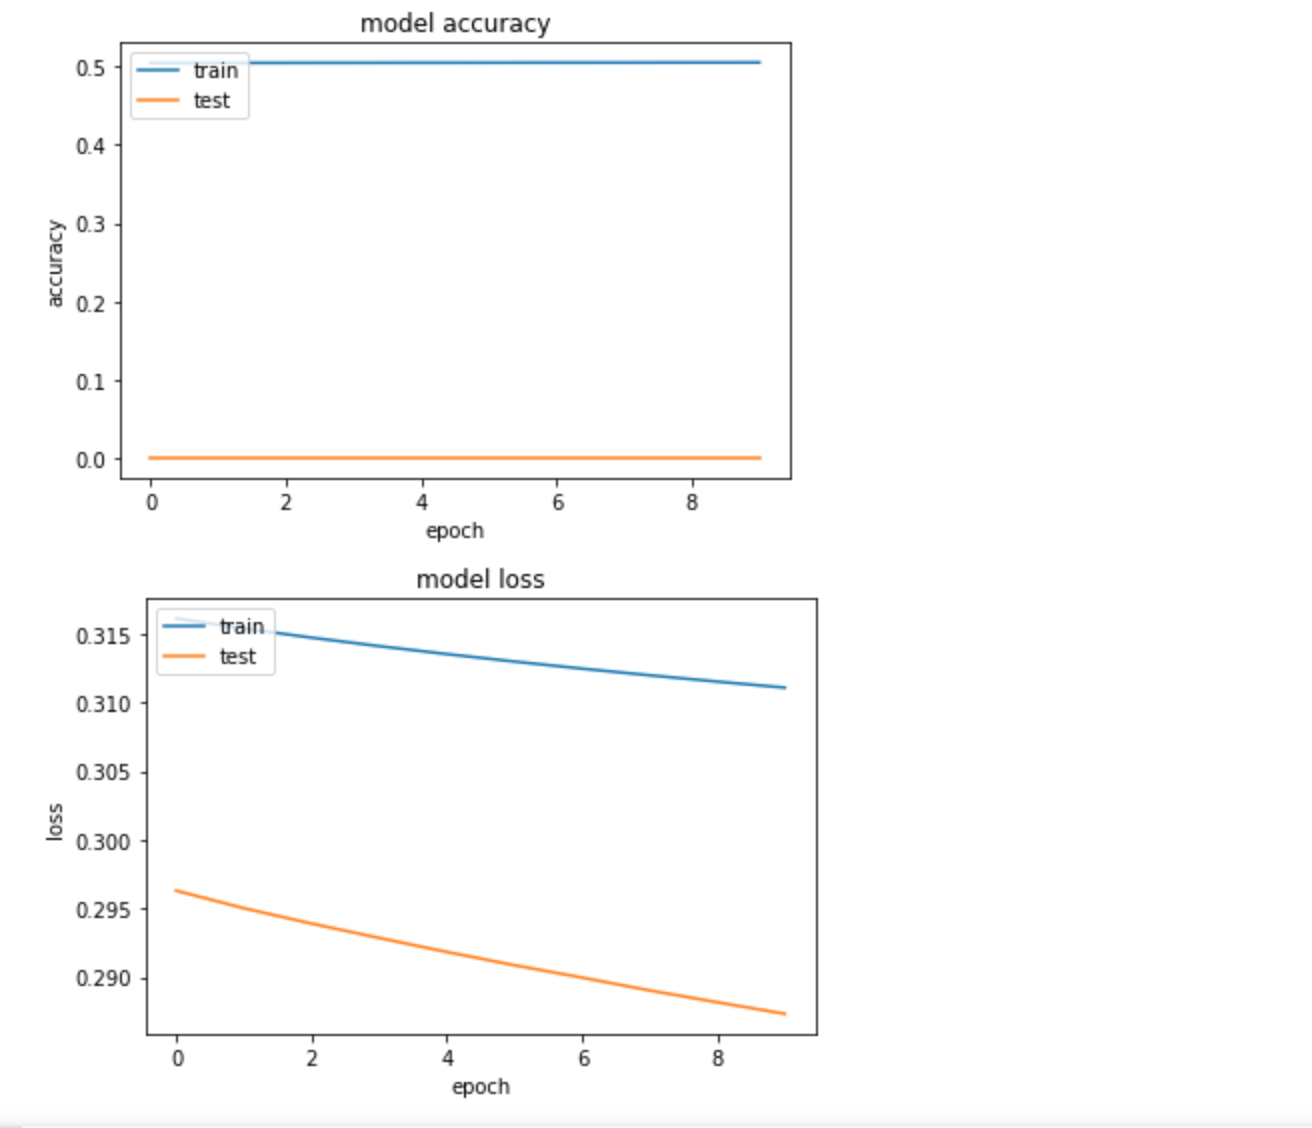 model accuracy
train
test
0.5
0.4
0.3
0.2
0.1
0.0
accuracy
0 2 4 6 8
epoch
model loss
train
test
0.315
0.310
0.305
0.300
0.295
0.290
loss
0 2 4 6 8
epoch